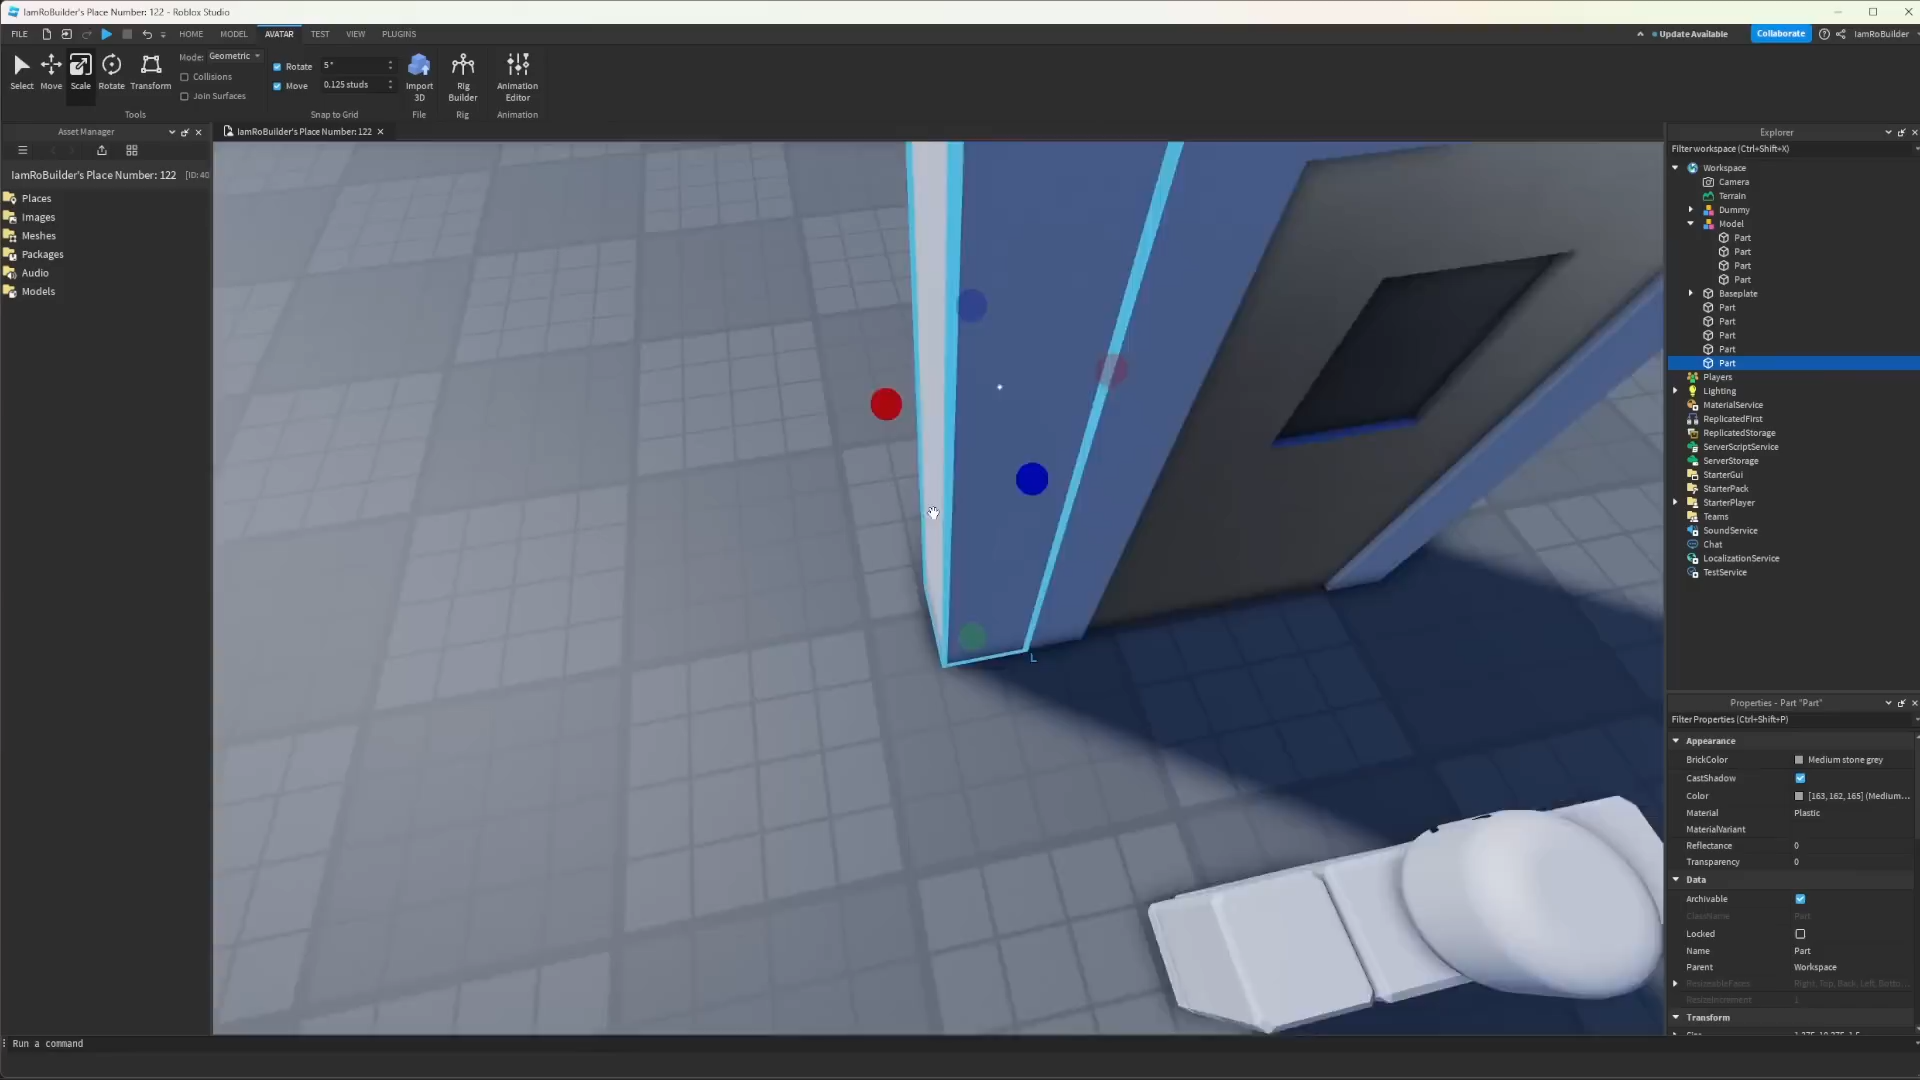 IamRoBuilder's Place Number: 122 - Roblox Studio
FILE HOME MODEL AVATAR TEST VIEW PLUGINS Update Available Collaborate IamRoBuilder
Select Move Scale Rotate Transform
Mode: Geometric
Collisions
Join Surfaces
Tools
Rotate 5°
Move 0.125 studs
Snap to Grid
Import 3D
File
Rig Builder
Rig
Animation Editor
Animation
Asset Manager
IamRoBuilder's Place Number: 122 [ID: 40
Places
Images
Meshes
Packages
Audio
Models
IamRoBuilder's Place Number: 122
L
Explorer
Filter workspace (Ctrl+Shift+X)
Workspace
Camera
Terrain
Dummy
Model
Part
Part
Part
Part
Baseplate
Part
Part
Part
Part
Part
Players
Lighting
MaterialService
ReplicatedFirst
ReplicatedStorage
ServerScriptService
ServerStorage
StarterGui
StarterPack
StarterPlayer
Teams
SoundService
Chat
LocalizationService
TestService
Properties - Part "Part"
Filter Properties (Ctrl+Shift+P)
Appearance
BrickColor Medium stone grey
CastShadow
Color [163, 162, 165] (Medium...
Material Plastic
MaterialVariant
Reflectance 0
Transparency 0
Data
Archivable
ClassName Part
Locked
Name Part
Parent Workspace
ResizeableFaces Right, Top, Back, Left, Botto...
ResizeIncrement 1
Transform
Run a command